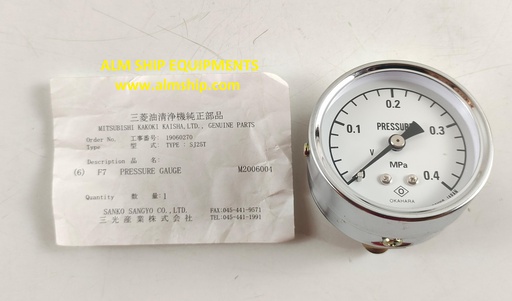 ALM SHIP EQUIPMENTS
www.almship.com
三菱油清浄機純正部品
MITSUBISHI KAKOKI KAISHA,LTD., GENUINE PARTS
Order No. 工事番号: 19060270
Type 型 式 TYPE : SJ25T
Description 品 名:
(6) F7 PRESSURE GAUGE M2006004
Quantity 数 量: 1
SANKO SANGYO CO.,LTD. FAX:045-441-9571
三光産業株式会社 TEL:045-441-1991
0.2
0.1 PRESSURE 0.3
V
MPa
0.4
OKAHARA